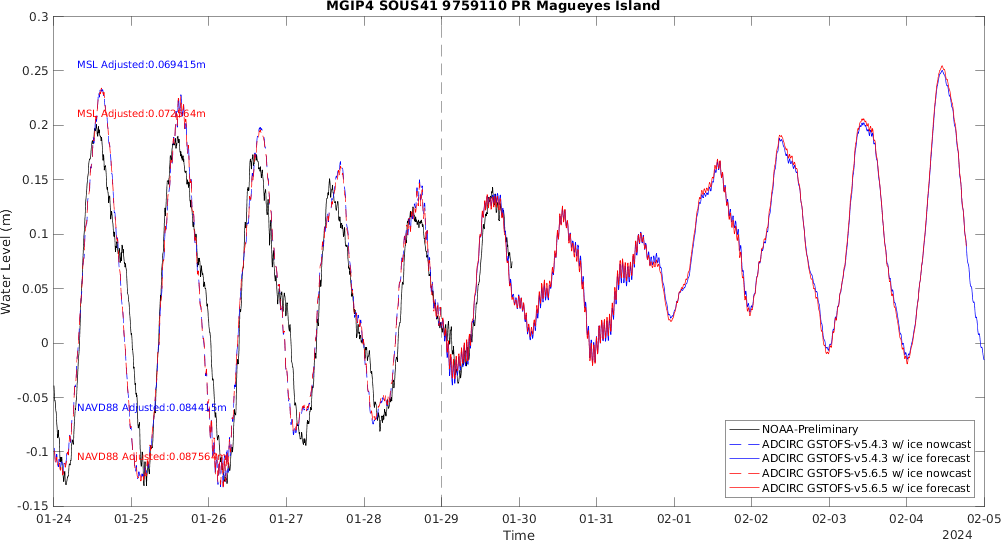 MGIP4 SOUS41 9759110 PR Magueyes Island
0.3
0.25
0.2
0.15
0.1
0.05
0
-0.05
-0.1
-0.15
Water Level (m)
MSL Adjusted:0.069415m
MSL Adjusted:0.072564m
NAVD88 Adjusted:0.084415m
NAVD88 Adjusted:0.087564m
NOAA-Preliminary
ADCIRC GSTOFS-v5.4.3 w/ ice nowcast
ADCIRC GSTOFS-v5.4.3 w/ ice forecast
ADCIRC GSTOFS-v5.6.5 w/ ice nowcast
ADCIRC GSTOFS-v5.6.5 w/ ice forecast
01-24 01-25 01-26 01-27 01-28 01-29 01-30 01-31 02-01 02-02 02-03 02-04 02-05
Time
2024